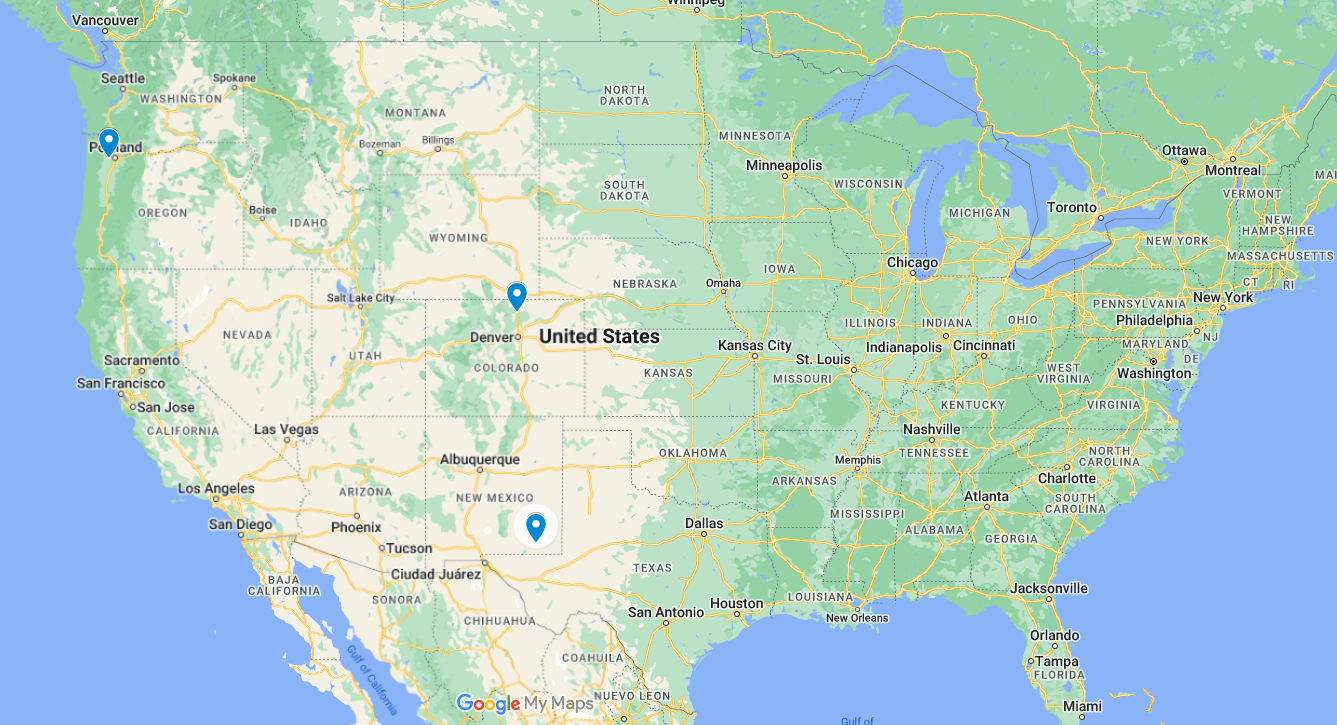 Winnipeg
Vancouver
Seattle
Spokane
WASHINGTON
NORTH
DAKOTA
MONTANA
MINNESOTA
Bozeman
Billings
Portland
Minneapolis
Ottawa
Montreal
MAI
SOUTH
DAKOTA
WISCONSIN
VERMONT
OREGON
Boise
IDAHO
MICHIGAN
Toronto
NEW
HAMPSHIRE
WYOMING
NEW YORK
MASSACHUSETTS
Chicago
IOWA
NEBRASKA
Omaha
CT
RI
Salt Lake City
PENNSYLVANIA
New York
NEVADA
Denver
United States
ILLINOIS
INDIANA
OHIO
Philadelphia
NJ
UTAH
Kansas City
Indianapolis
Cincinnati
MARYLAND
DE
Sacramento
St. Louis
COLORADO
KANSAS
MISSOURI
WEST
VIRGINIA
Washington
San Francisco
San Jose
KENTUCKY
VIRGINIA
CALIFORNIA
Las Vegas
Nashville
TENNESSEE
OKLAHOMA
NORTH
CAROLINA
Albuquerque
Memphis
Charlotte
Los Angeles
ARIZONA
NEW MEXICO
ARKANSAS
Atlanta
SOUTH
CAROLINA
San Diego
Phoenix
Dallas
MISSISSIPPI
ALABAMA
GEORGIA
Tucson
Ciudad Juárez
TEXAS
BAJA
CALIFORNIA
SONORA
Jacksonville
LOUISIANA
Houston
San Antonio
New Orleans
CHIHUAHUA
Orlando
COAHUILA
Tampa
FLORIDA
Gulf of California
NUEVO LEON
Google My Maps
Miami
Gulf of